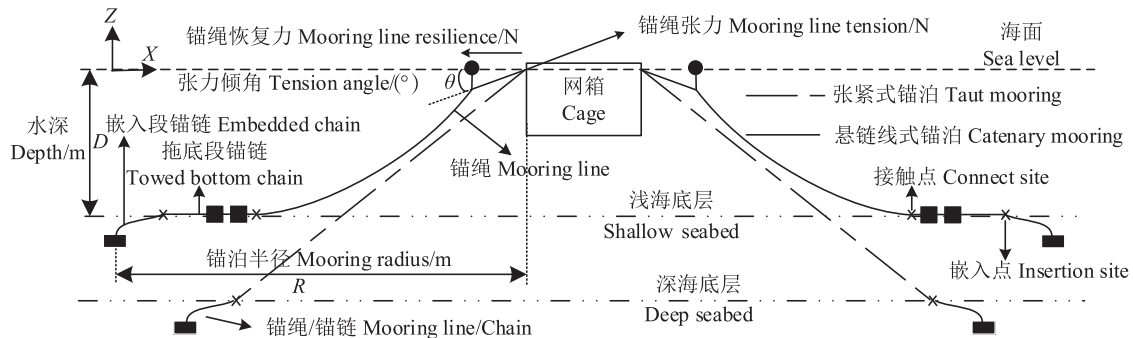 Z
X
锚绳恢复力 Mooring line resilience/N
锚绳张力 Mooring line tension/N
海面
Sea level
张力倾角 Tension angle/(°)
θ
网箱
Cage
张紧式锚泊 Taut mooring
水深
Depth/m
D
嵌入段锚链 Embedded chain
拖底段锚链
Towed bottom chain
悬链线式锚泊 Catenary mooring
锚绳 Mooring line
接触点 Connect site
浅海底层
Shallow seabed
锚泊半径 Mooring radius/m
R
嵌入点 Insertion site
深海底层
Deep seabed
锚绳/锚链 Mooring line/Chain